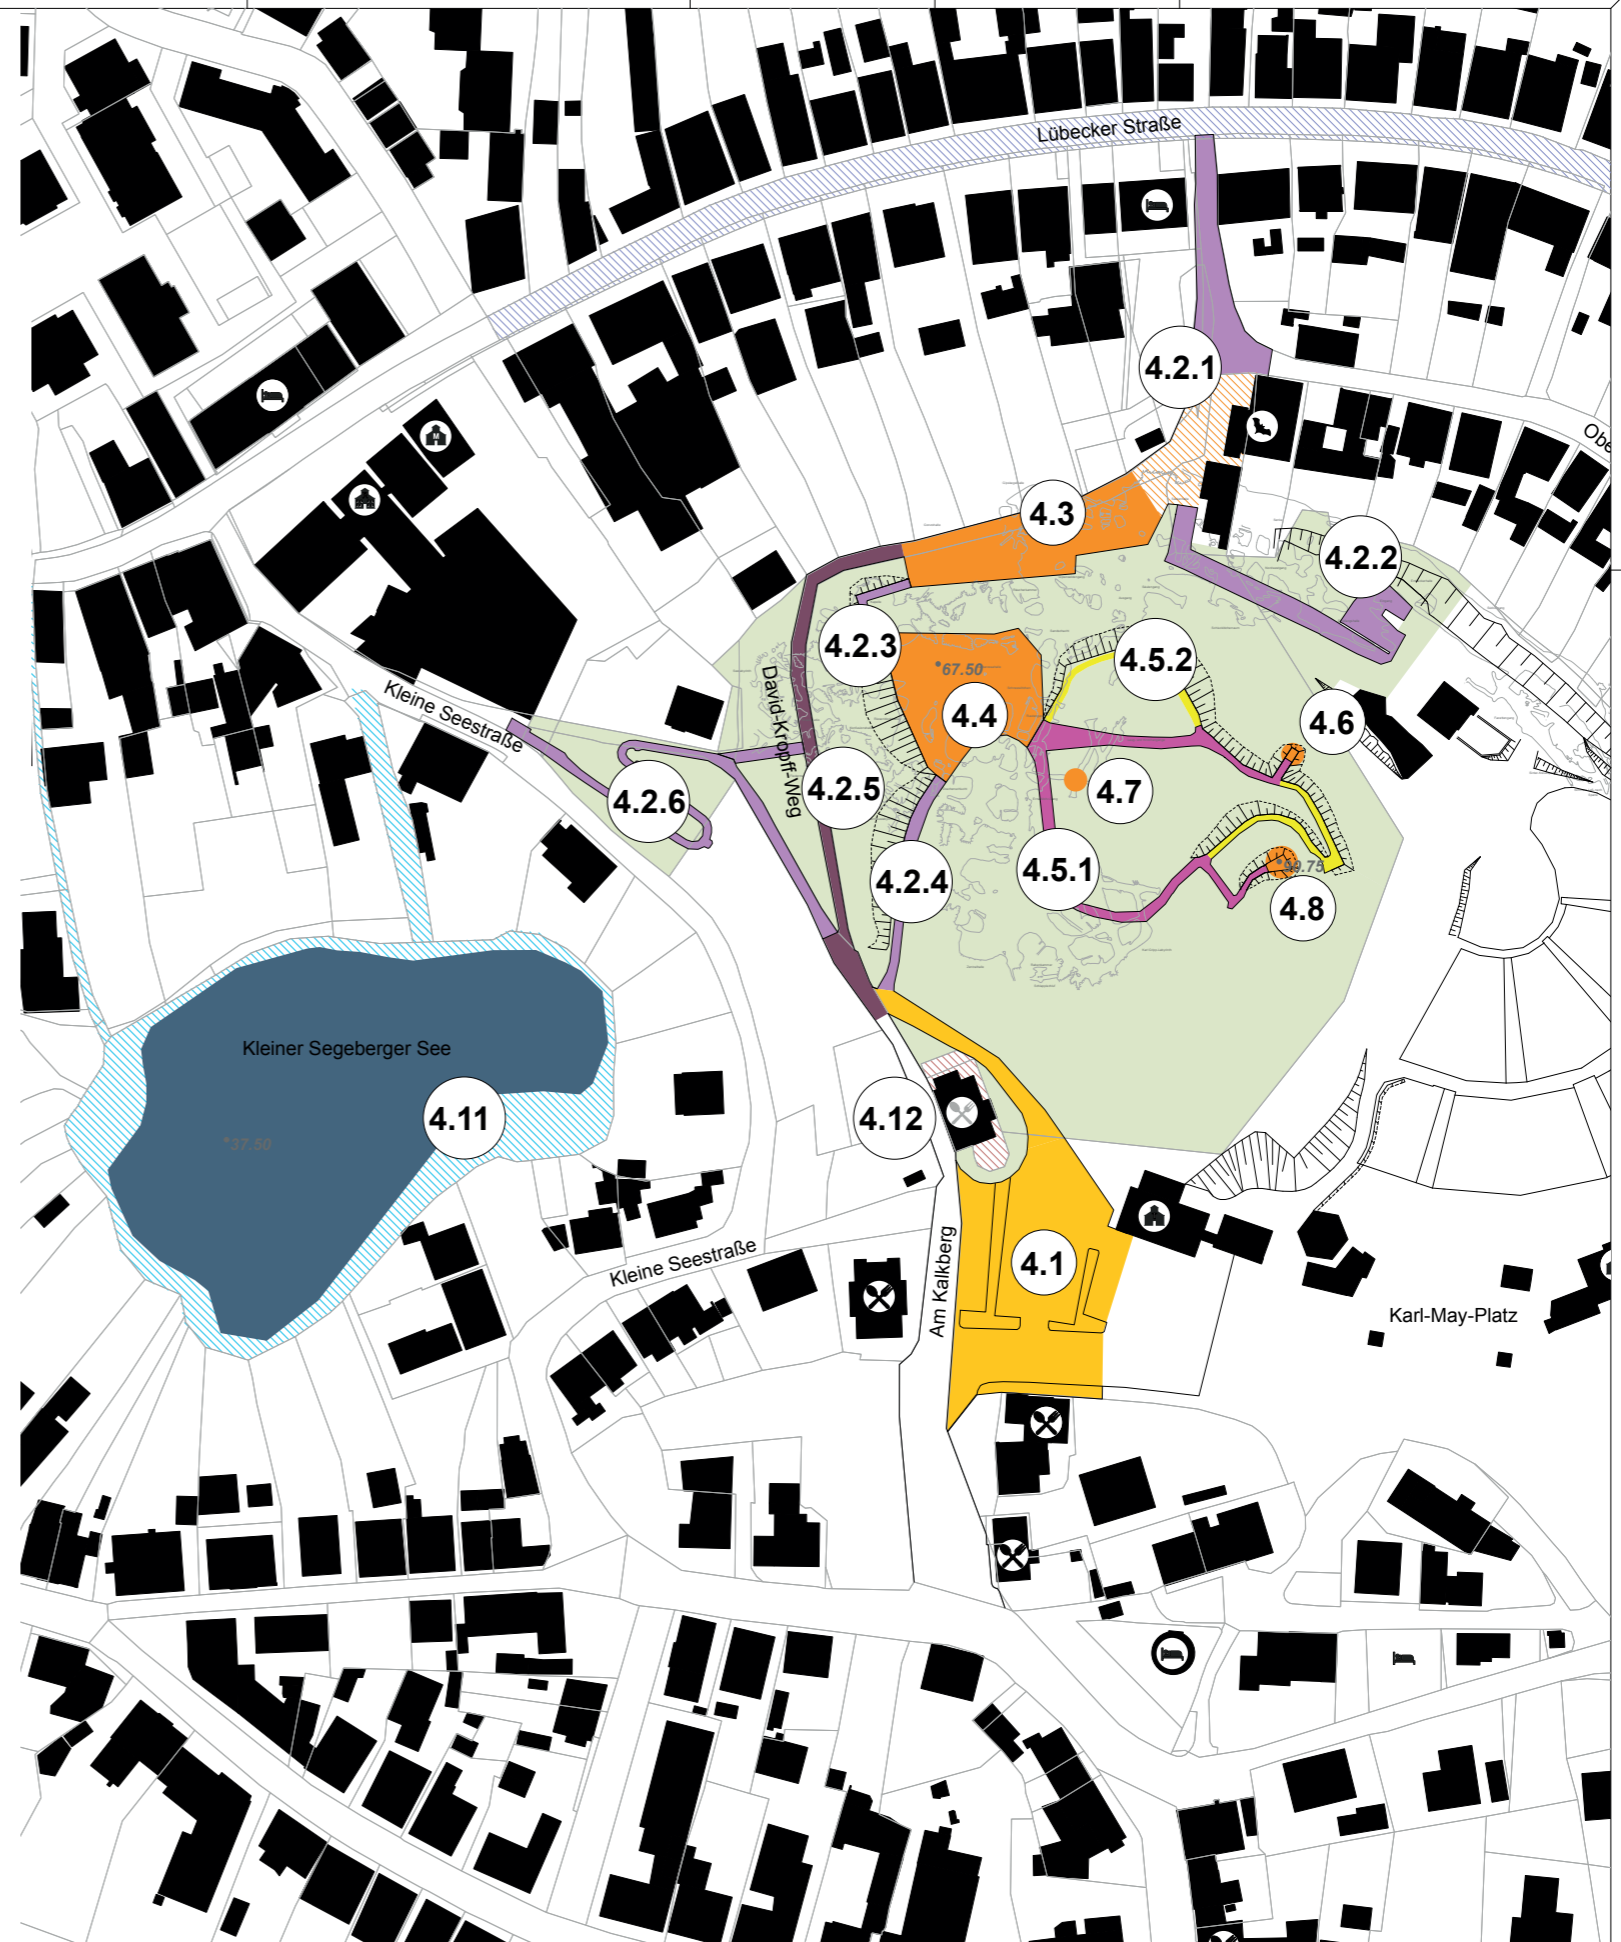 Lübecker Straße
4.2.1
Obe
4.3
4.2.2
4.2.3
67.50
4.5.2
David-Kropff-Weg
Kleine Seestraße
4.4
4.6
4.2.6
4.2.5
4.7
4.2.4
4.5.1
4.8
Kleiner Segeberger See
4.11
37.50
4.12
Kleine Seestraße
Am Kalkberg
4.1
Karl-May-Platz
M